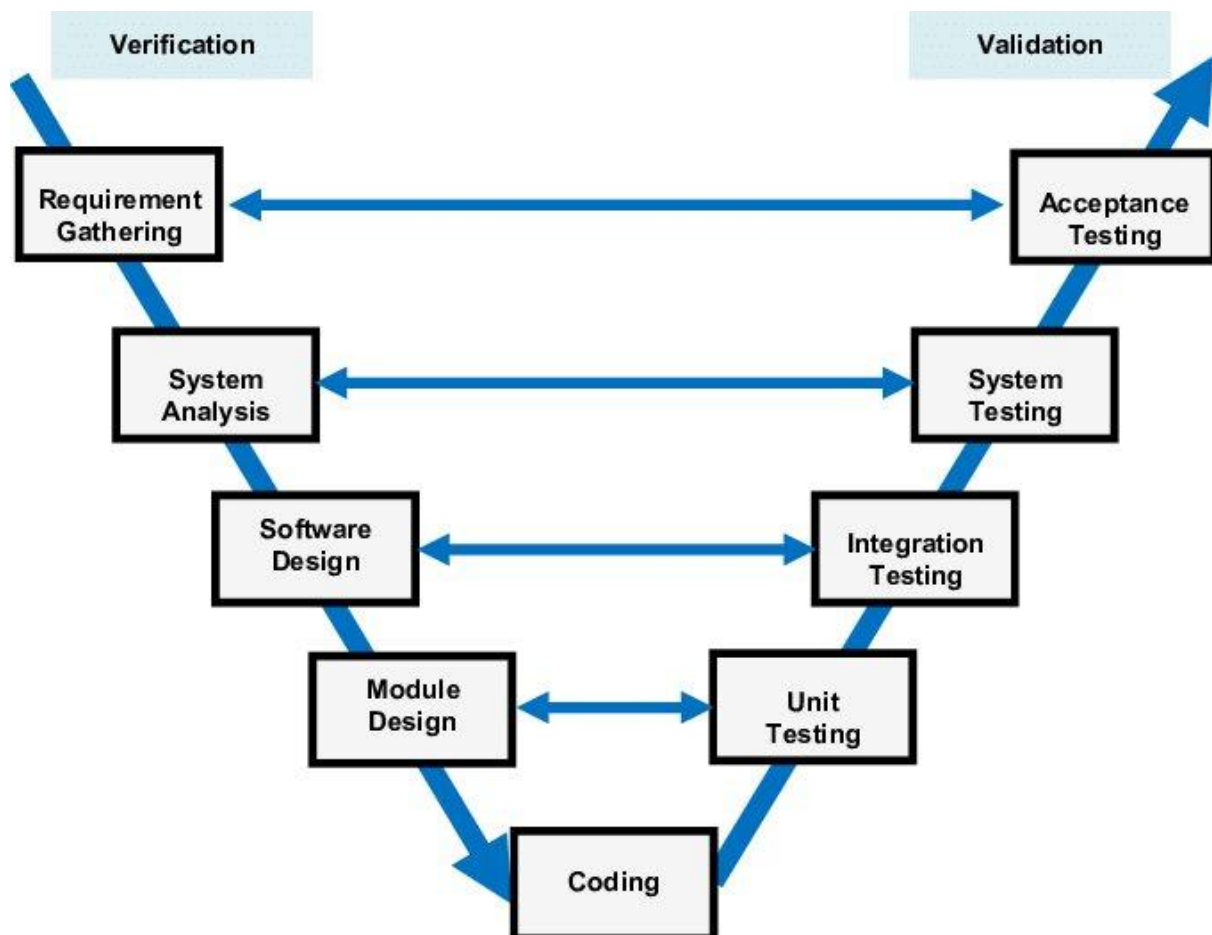 Verification
Validation
Requirement
Gathering
Acceptance
Testing
System
Analysis
System
Testing
Software
Design
Integration
Testing
Module
Design
Unit
Testing
Coding